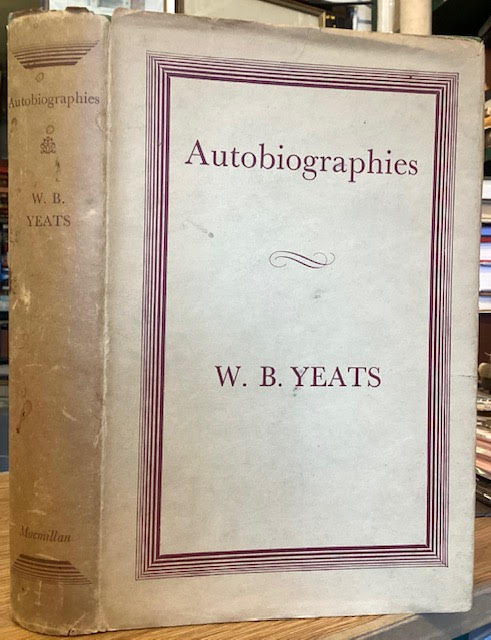 Autobiographies
W. B.
YEATS
Macmillan
Autobiographies
W. B. YEATS